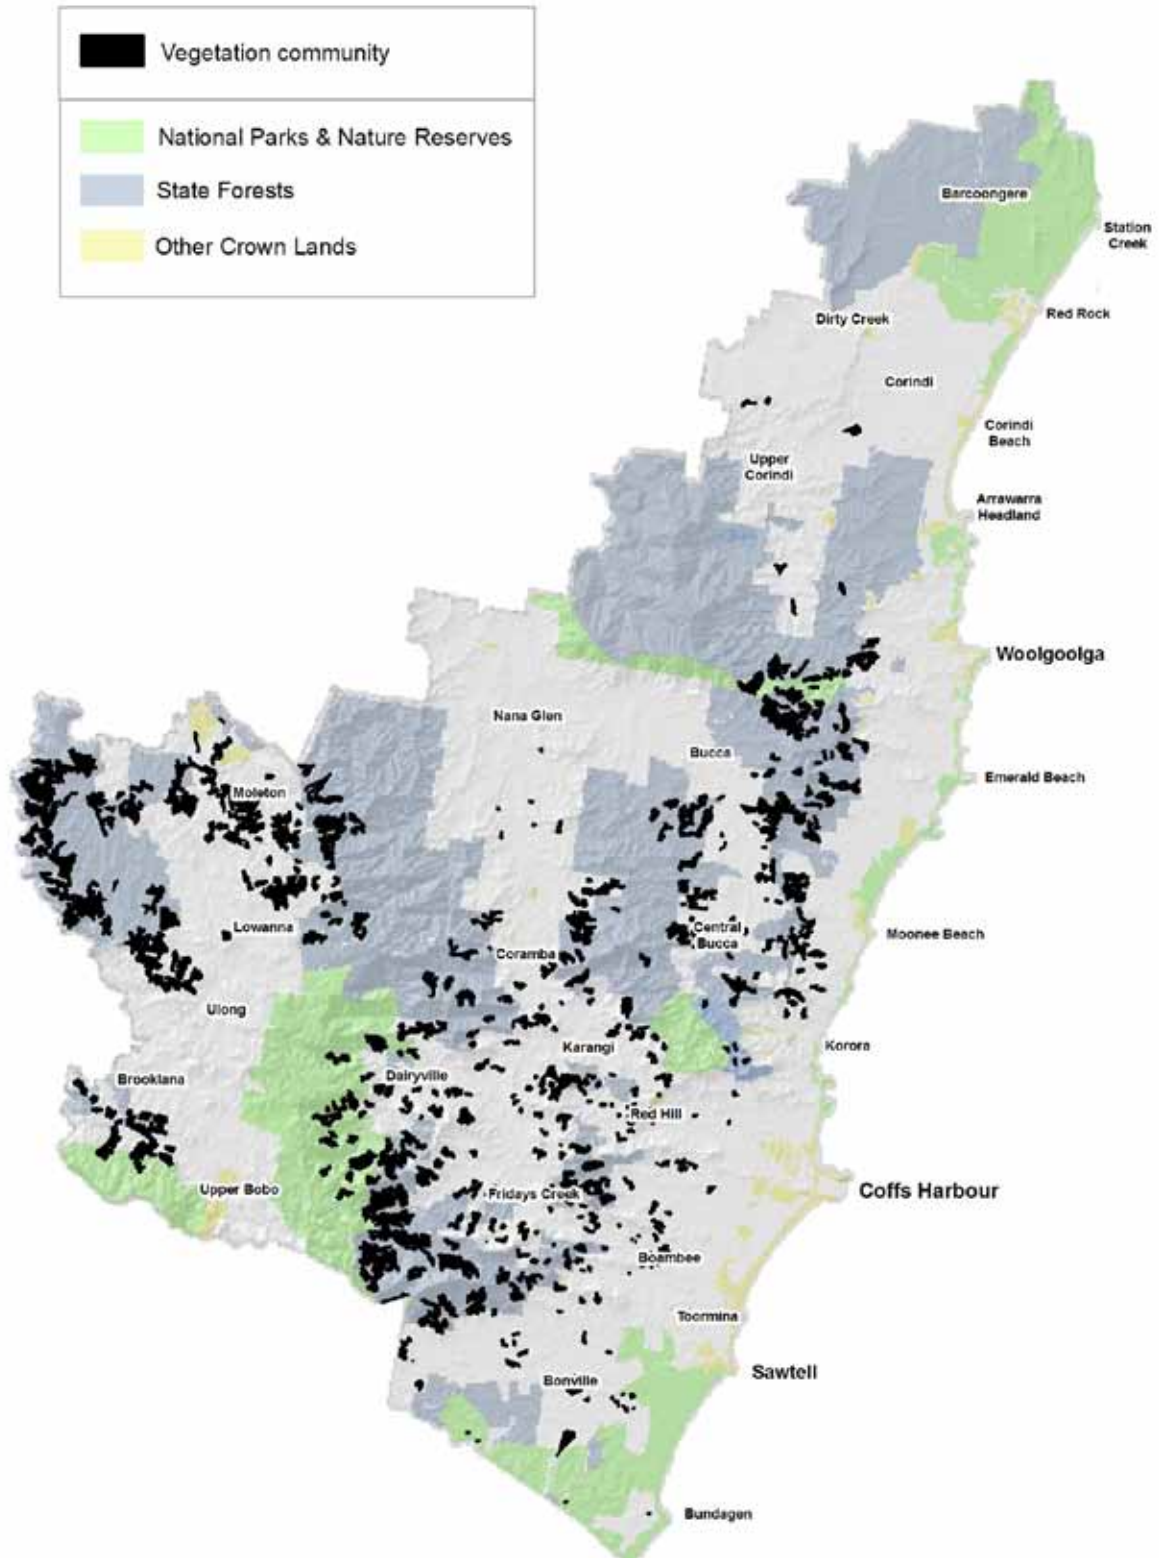 Vegetation community
National Parks & Nature Reserves
State Forests
Other Crown Lands
Barcoongere
Station
Creek
Red Rock
Dirty Creek
Corindi
Corindi
Beach
Upper
Corindi
Arrawarra
Headland
Woolgoolga
Nana Glen
Bucca
Emerald Beach
Moleton
Lowanna
Central
Bucca
Moonee Beach
Coramba
Ulong
Karangi
Korora
Brooklana
Dairyville
Red Hill
Upper Bobo
Fridays Creek
Coffs Harbour
Boambee
Toormina
Sawtell
Bonville
Bundagen